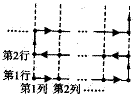 ……
第2行
第1行
第1列 第2列 ……